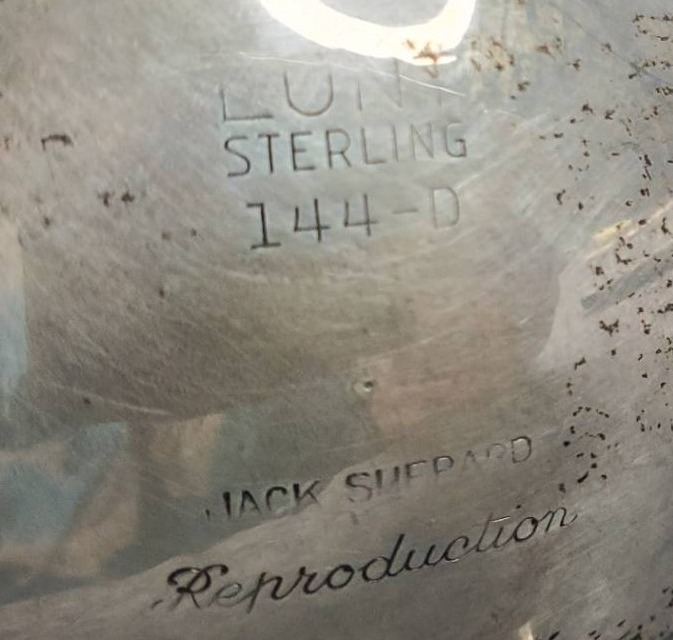 LUNT
STERLING
144-D
JACK SHEPARD
Reproduction